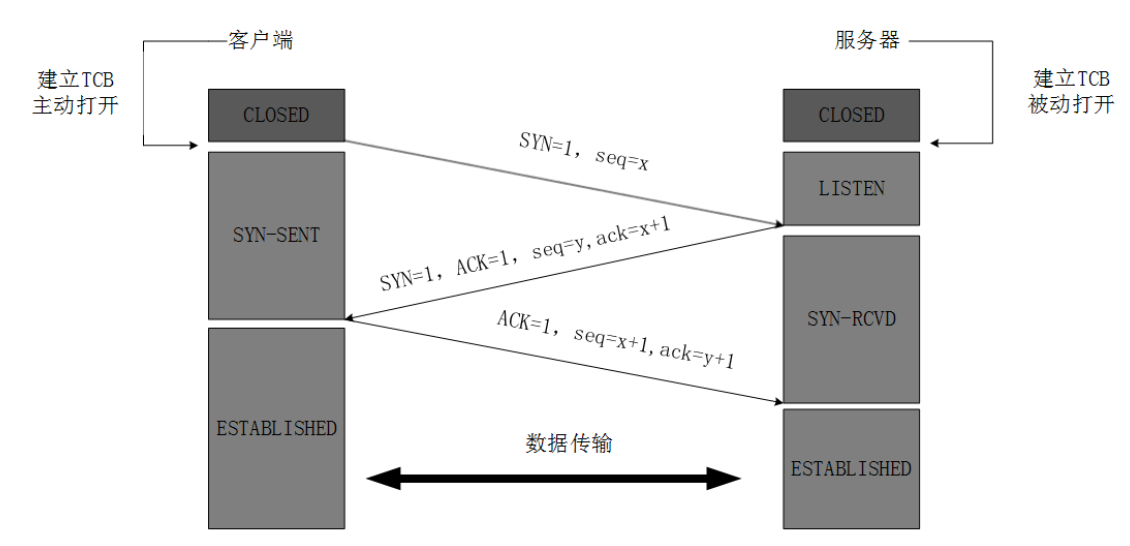 客户端
服务器
建立TCB
主动打开
建立TCB
被动打开
CLOSED
CLOSED
SYN=1, seq=x
LISTEN
SYN-SENT
SYN=1, ACK=1, seq=y,ack=x+1
SYN-RCVD
ACK=1, seq=x+1,ack=y+1
ESTABLISHED
数据传输
ESTABLISHED